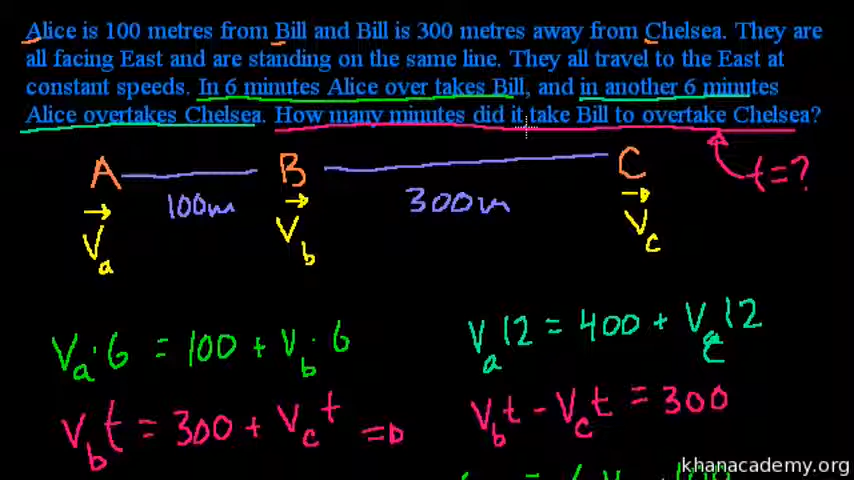 Alice is 100 metres from Bill and Bill is 300 metres away from Chelsea. They are
all facing East and are standing on the same line. They all travel to the East at
constant speeds. In 6 minutes Alice over takes Bill, and in another 6 minutes
Alice overtakes Chelsea. How many minutes did it take Bill to overtake Chelsea?
A B C t=?
100m 300m
Va Vb Vc
Va·6 = 100 + Vb·6 Va12 = 400 + Vc12
Vbt = 300 + Vct => Vbt - Vct = 300
khanacademy.org